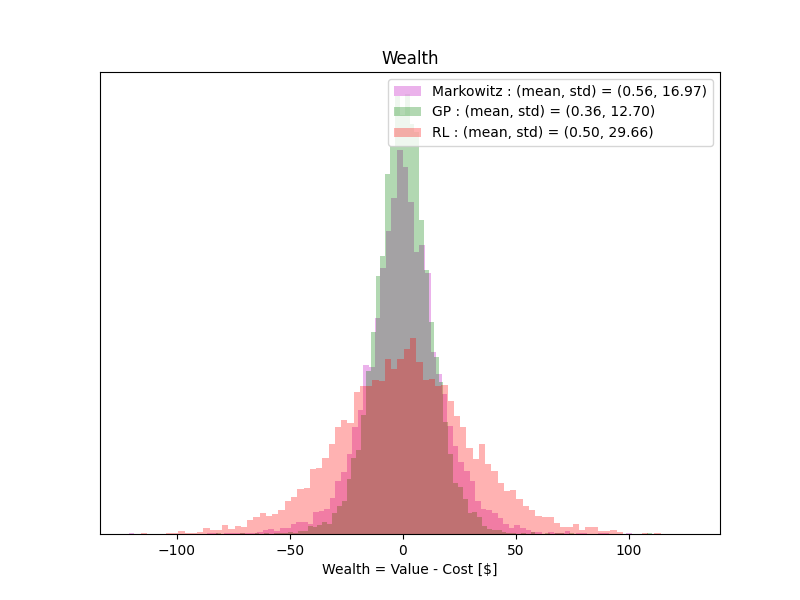 Wealth
Markowitz : (mean, std) = (0.56, 16.97)
GP : (mean, std) = (0.36, 12.70)
RL : (mean, std) = (0.50, 29.66)
−100 −50 0 50 100
Wealth = Value - Cost [$]